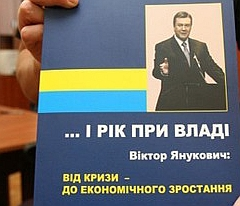 ... І РІК ПРИ ВЛАДІ
Віктор Янукович:
ВІД КРИЗИ –
ДО ЕКОНОМІЧНОГО ЗРОСТАННЯ